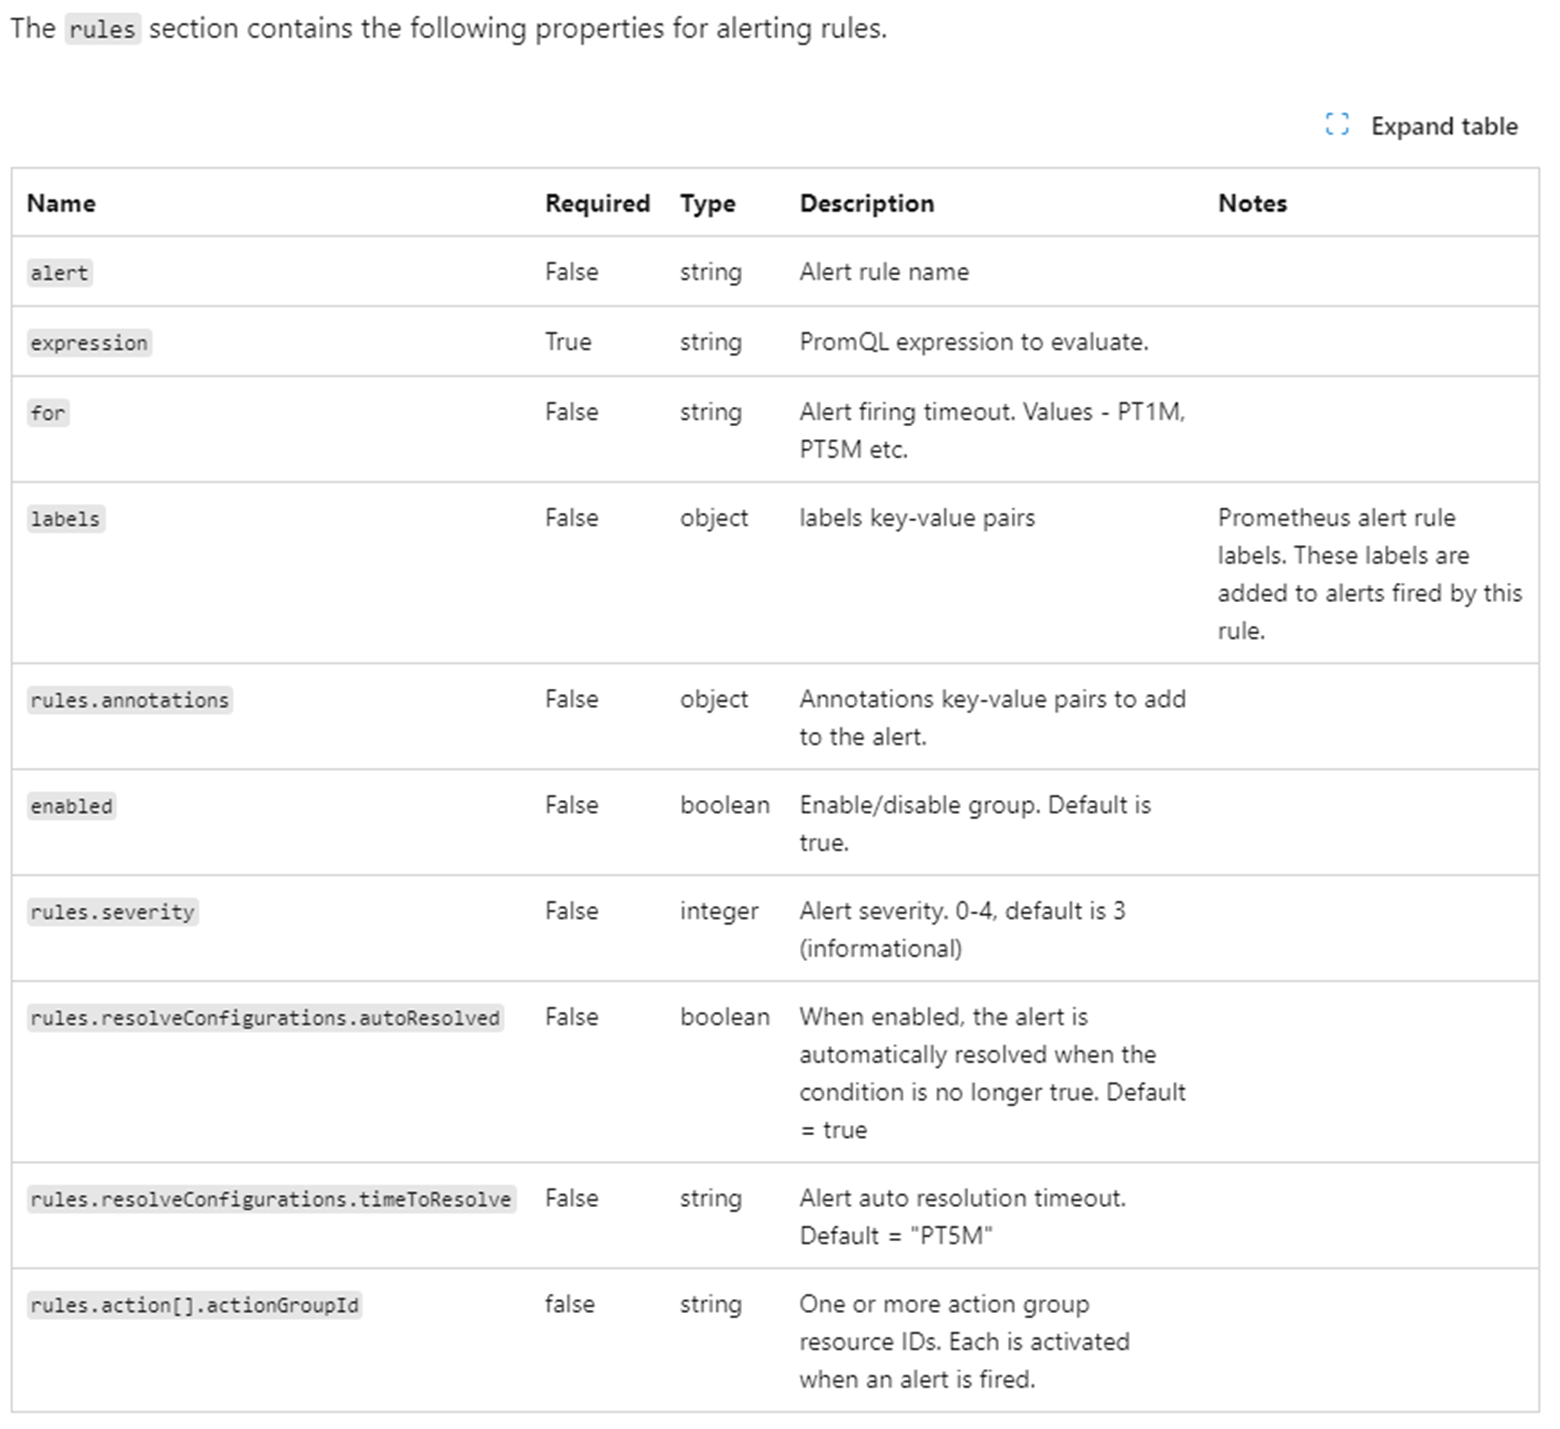 The rules section contains the following properties for alerting rules.
Expand table
Name Required Type Description Notes
alert False string Alert rule name
expression True string PromQL expression to evaluate.
for False string Alert firing timeout. Values - PT1M,
PT5M etc.
labels False object labels key-value pairs Prometheus alert rule
labels. These labels are
added to alerts fired by this
rule.
rules.annotations False object Annotations key-value pairs to add
to the alert.
enabled False boolean Enable/disable group. Default is
true.
rules.severity False integer Alert severity. 0-4, default is 3
(informational)
rules.resolveConfigurations.autoResolved False boolean When enabled, the alert is
automatically resolved when the
condition is no longer true. Default
= true
rules.resolveConfigurations.timeToResolve False string Alert auto resolution timeout.
Default = "PT5M"
rules.action[].actionGroupId false string One or more action group
resource IDs. Each is activated
when an alert is fired.